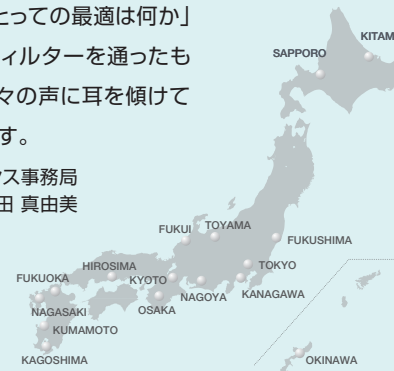 とっての最適は何か」
ィルターを通ったも
々の声に耳を傾けて
す。
クス事務局
田 真由美
KITAM
SAPPORO
FUKUI
TOYAMA
FUKUSHIMA
HIROSIMA
TOKYO
FUKUOKA
KYOTO
NAGOYA
KANAGAWA
NAGASAKI
OSAKA
KUMAMOTO
KAGOSHIMA
OKINAWA